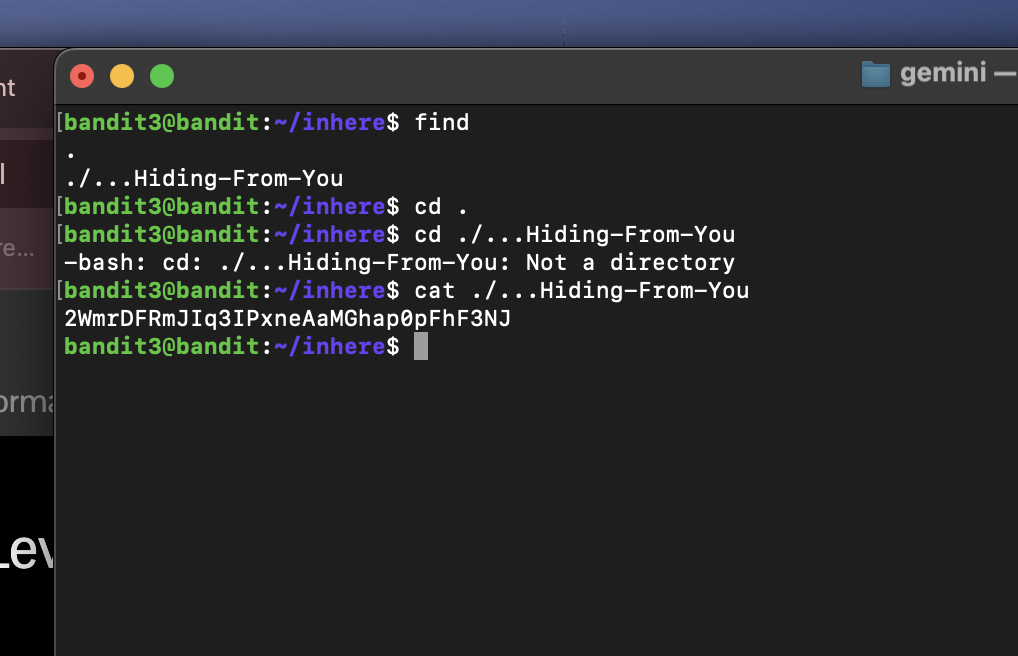 nt
gemini —
l
re...
orma
Lev
[bandit3@bandit:~/inhere$ find
.
./...Hiding-From-You
[bandit3@bandit:~/inhere$ cd .
[bandit3@bandit:~/inhere$ cd ./...Hiding-From-You
-bash: cd: ./...Hiding-From-You: Not a directory
[bandit3@bandit:~/inhere$ cat ./...Hiding-From-You
2WmrDFRmJIq3IPxneAaMGhap0pFhF3NJ
bandit3@bandit:~/inhere$